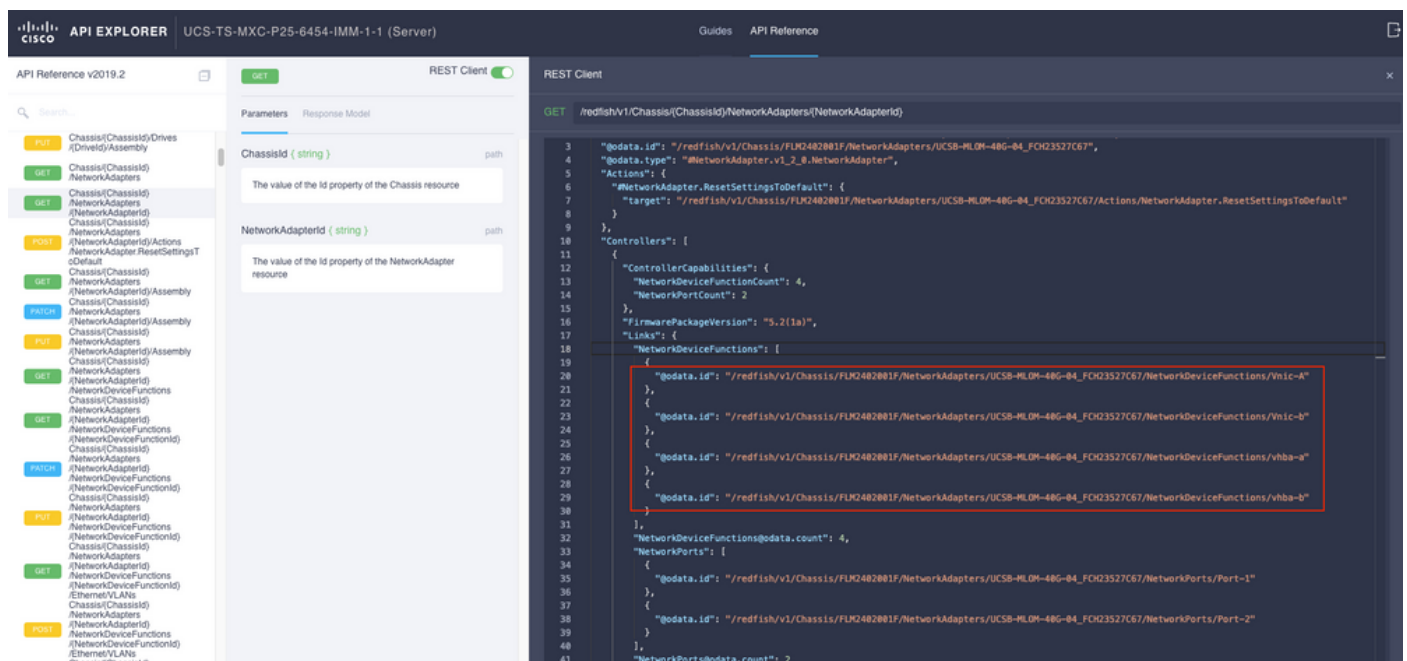 cisco
API EXPLORER
UCS-TS-MXC-P25-6454-IMM-1-1 (Server)
Guides
API Reference
API Reference v2019.2
Search...
PUT
Chassis/{ChassisId}/Drives
/{DriveId}/Assembly
GET
Chassis/{ChassisId}
/NetworkAdapters
GET
Chassis/{ChassisId}
/NetworkAdapters
/{NetworkAdapterId}
POST
Chassis/{ChassisId}
/NetworkAdapters
/{NetworkAdapterId}/Actions
/NetworkAdapter.ResetSettingsT
oDefault
GET
Chassis/{ChassisId}
/NetworkAdapters
/{NetworkAdapterId}/Assembly
PATCH
Chassis/{ChassisId}
/NetworkAdapters
/{NetworkAdapterId}/Assembly
PUT
Chassis/{ChassisId}
/NetworkAdapters
/{NetworkAdapterId}/Assembly
GET
Chassis/{ChassisId}
/NetworkAdapters
/{NetworkAdapterId}
/NetworkDeviceFunctions
GET
Chassis/{ChassisId}
/NetworkAdapters
/{NetworkAdapterId}
/NetworkDeviceFunctions
/{NetworkDeviceFunctionId}
PATCH
Chassis/{ChassisId}
/NetworkAdapters
/{NetworkAdapterId}
/NetworkDeviceFunctions
/{NetworkDeviceFunctionId}
PUT
Chassis/{ChassisId}
/NetworkAdapters
/{NetworkAdapterId}
/NetworkDeviceFunctions
/{NetworkDeviceFunctionId}
GET
Chassis/{ChassisId}
/NetworkAdapters
/{NetworkAdapterId}
/NetworkDeviceFunctions
/{NetworkDeviceFunctionId}
/Ethernet/VLANs
POST
Chassis/{ChassisId}
/NetworkAdapters
/{NetworkAdapterId}
/NetworkDeviceFunctions
/{NetworkDeviceFunctionId}
/Ethernet/VLANs
GET
REST Client
Parameters
Response Model
ChassisId { string }
path
The value of the Id property of the Chassis resource
NetworkAdapterId { string }
path
The value of the Id property of the NetworkAdapter
resource
REST Client
×
GET /redfish/v1/Chassis/{ChassisId}/NetworkAdapters/{NetworkAdapterId}
3 "@odata.id": "/redfish/v1/Chassis/FLM2402001F/NetworkAdapters/UCSB-MLOM-40G-04_FCH23527C67",
4 "@odata.type": "#NetworkAdapter.v1_2_0.NetworkAdapter",
5 "Actions": {
6 "#NetworkAdapter.ResetSettingsToDefault": {
7 "target": "/redfish/v1/Chassis/FLM2402001F/NetworkAdapters/UCSB-MLOM-40G-04_FCH23527C67/Actions/NetworkAdapter.ResetSettingsToDefault"
8 }
9 },
10 "Controllers": [
11 {
12 "ControllerCapabilities": {
13 "NetworkDeviceFunctionCount": 4,
14 "NetworkPortCount": 2
15 },
16 "FirmwarePackageVersion": "5.2(1a)",
17 "Links": {
18 "NetworkDeviceFunctions": [
19 {
20 "@odata.id": "/redfish/v1/Chassis/FLM2402001F/NetworkAdapters/UCSB-MLOM-40G-04_FCH23527C67/NetworkDeviceFunctions/Vnic-A"
21 },
22 {
23 "@odata.id": "/redfish/v1/Chassis/FLM2402001F/NetworkAdapters/UCSB-MLOM-40G-04_FCH23527C67/NetworkDeviceFunctions/Vnic-b"
24 },
25 {
26 "@odata.id": "/redfish/v1/Chassis/FLM2402001F/NetworkAdapters/UCSB-MLOM-40G-04_FCH23527C67/NetworkDeviceFunctions/vhba-a"
27 },
28 {
29 "@odata.id": "/redfish/v1/Chassis/FLM2402001F/NetworkAdapters/UCSB-MLOM-40G-04_FCH23527C67/NetworkDeviceFunctions/vhba-b"
30 }
31 ],
32 "NetworkDeviceFunctions@odata.count": 4,
33 "NetworkPorts": [
34 {
35 "@odata.id": "/redfish/v1/Chassis/FLM2402001F/NetworkAdapters/UCSB-MLOM-40G-04_FCH23527C67/NetworkPorts/Port-1"
36 },
37 {
38 "@odata.id": "/redfish/v1/Chassis/FLM2402001F/NetworkAdapters/UCSB-MLOM-40G-04_FCH23527C67/NetworkPorts/Port-2"
39 }
40 ],
41 "NetworkPorts@odata.count": 2